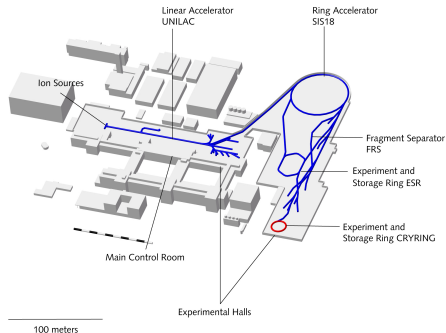 Linear Accelerator
UNILAC
Ring Accelerator
SIS18
Ion Sources
Fragment Separator
FRS
Experiment and
Storage Ring ESR
Experiment and
Storage Ring CRYRING
Main Control Room
Experimental Halls
100 meters